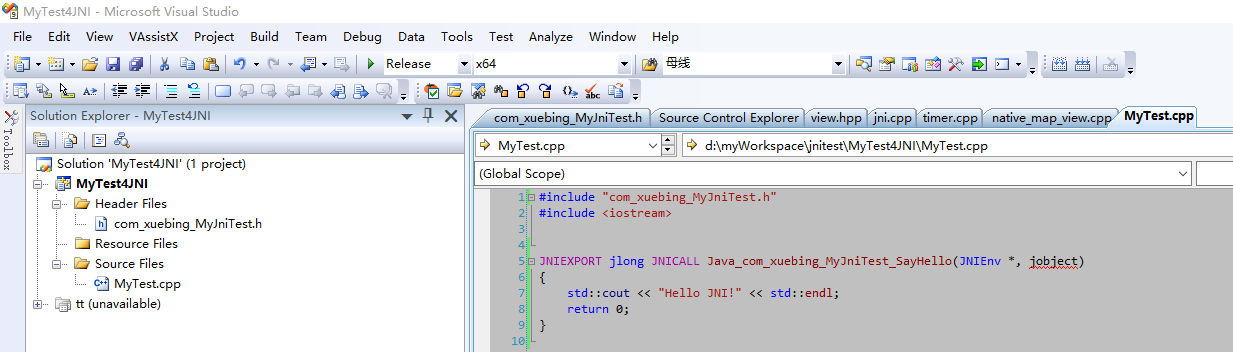 MyTest4JNI - Microsoft Visual Studio
File Edit View VAssistX Project Build Team Debug Data Tools Test Analyze Window Help
Release x64 母线
Toolbox
Solution Explorer - MyTest4JNI
Solution 'MyTest4JNI' (1 project)
MyTest4JNI
Header Files
com_xuebing_MyJniTest.h
Resource Files
Source Files
MyTest.cpp
tt (unavailable)
com_xuebing_MyJniTest.h Source Control Explorer view.hpp jni.cpp timer.cpp native_map_view.cpp MyTest.cpp
MyTest.cpp d:\myWorkspace\jnitest\MyTest4JNI\MyTest.cpp
(Global Scope)
1 #include "com_xuebing_MyJniTest.h"
2 #include <iostream>
3
4
5 JNIEXPORT jlong JNICALL Java_com_xuebing_MyJniTest_SayHello(JNIEnv *, jobject)
6 {
7 std::cout << "Hello JNI!" << std::endl;
8 return 0;
9 }
10